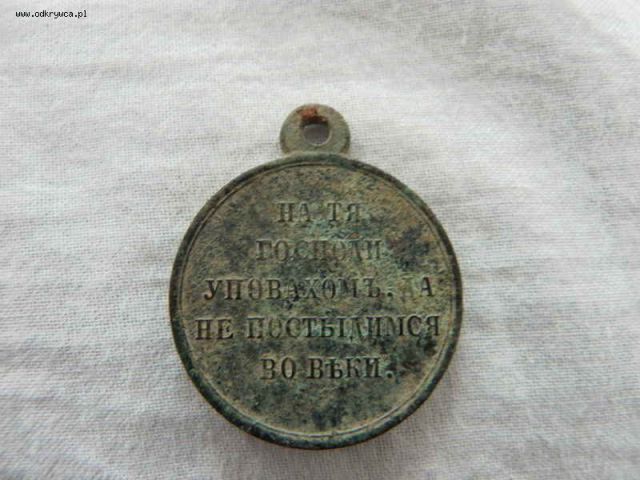 www.odkrywca.pl
НА ТЯ
ГОСПОДИ
УПОВАХОМЪ. ДА
НЕ ПОСТЫДИМСЯ
ВО ВѢКИ.